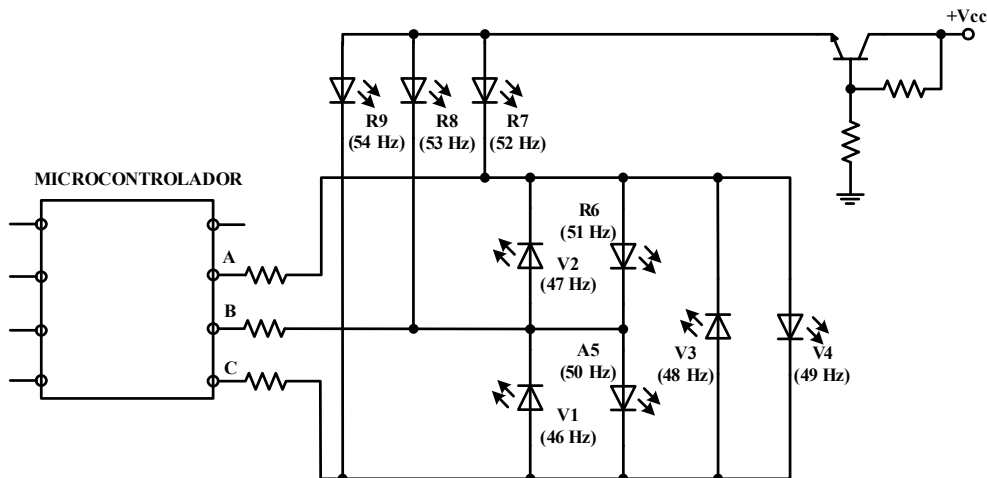 +Vcc
R9
(54 Hz)
R8
(53 Hz)
R7
(52 Hz)
MICROCONTROLADOR
A
B
C
R6
(51 Hz)
V2
(47 Hz)
A5
(50 Hz)
V1
(46 Hz)
V3
(48 Hz)
V4
(49 Hz)